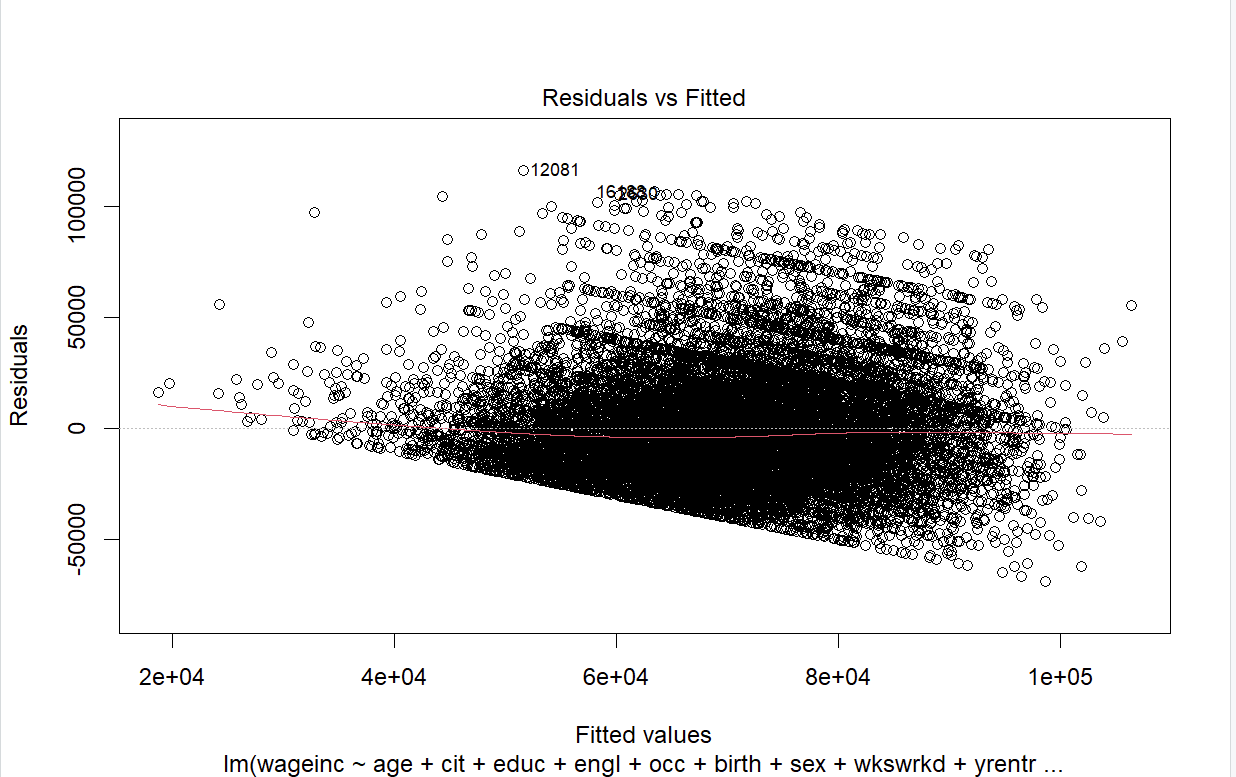 Residuals vs Fitted
12081
Residuals
100000
50000
0
-50000
2e+04 4e+04 6e+04 8e+04 1e+05
Fitted values
lm(wageinc ~ age + cit + educ + engl + occ + birth + sex + wkswrkd + yrentr ...